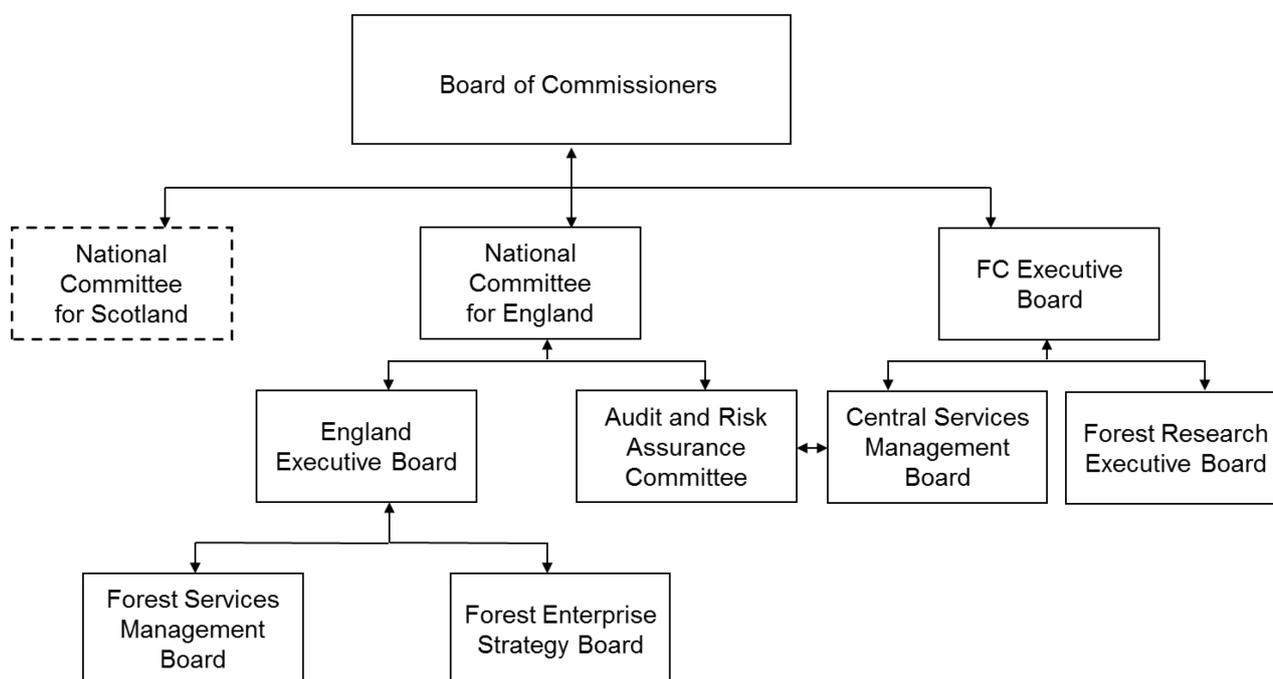 Board of Commissioners
National
Committee
for Scotland
National
Committee
for England
FC Executive
Board
England
Executive Board
Audit and Risk
Assurance
Committee
Central Services
Management
Board
Forest Research
Executive Board
Forest Services
Management
Board
Forest Enterprise
Strategy Board